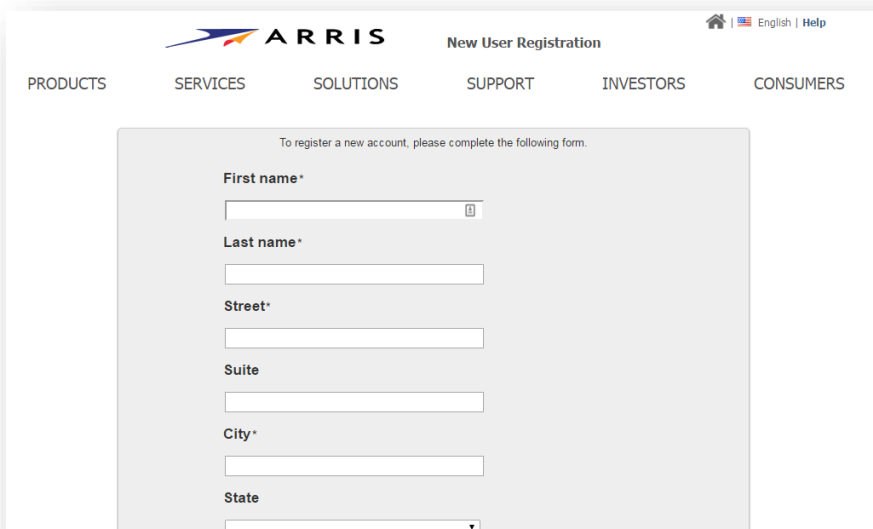 ARRIS
New User Registration
| English | Help
PRODUCTS SERVICES SOLUTIONS SUPPORT INVESTORS CONSUMERS
To register a new account, please complete the following form.
First name*
Last name*
Street*
Suite
City*
State